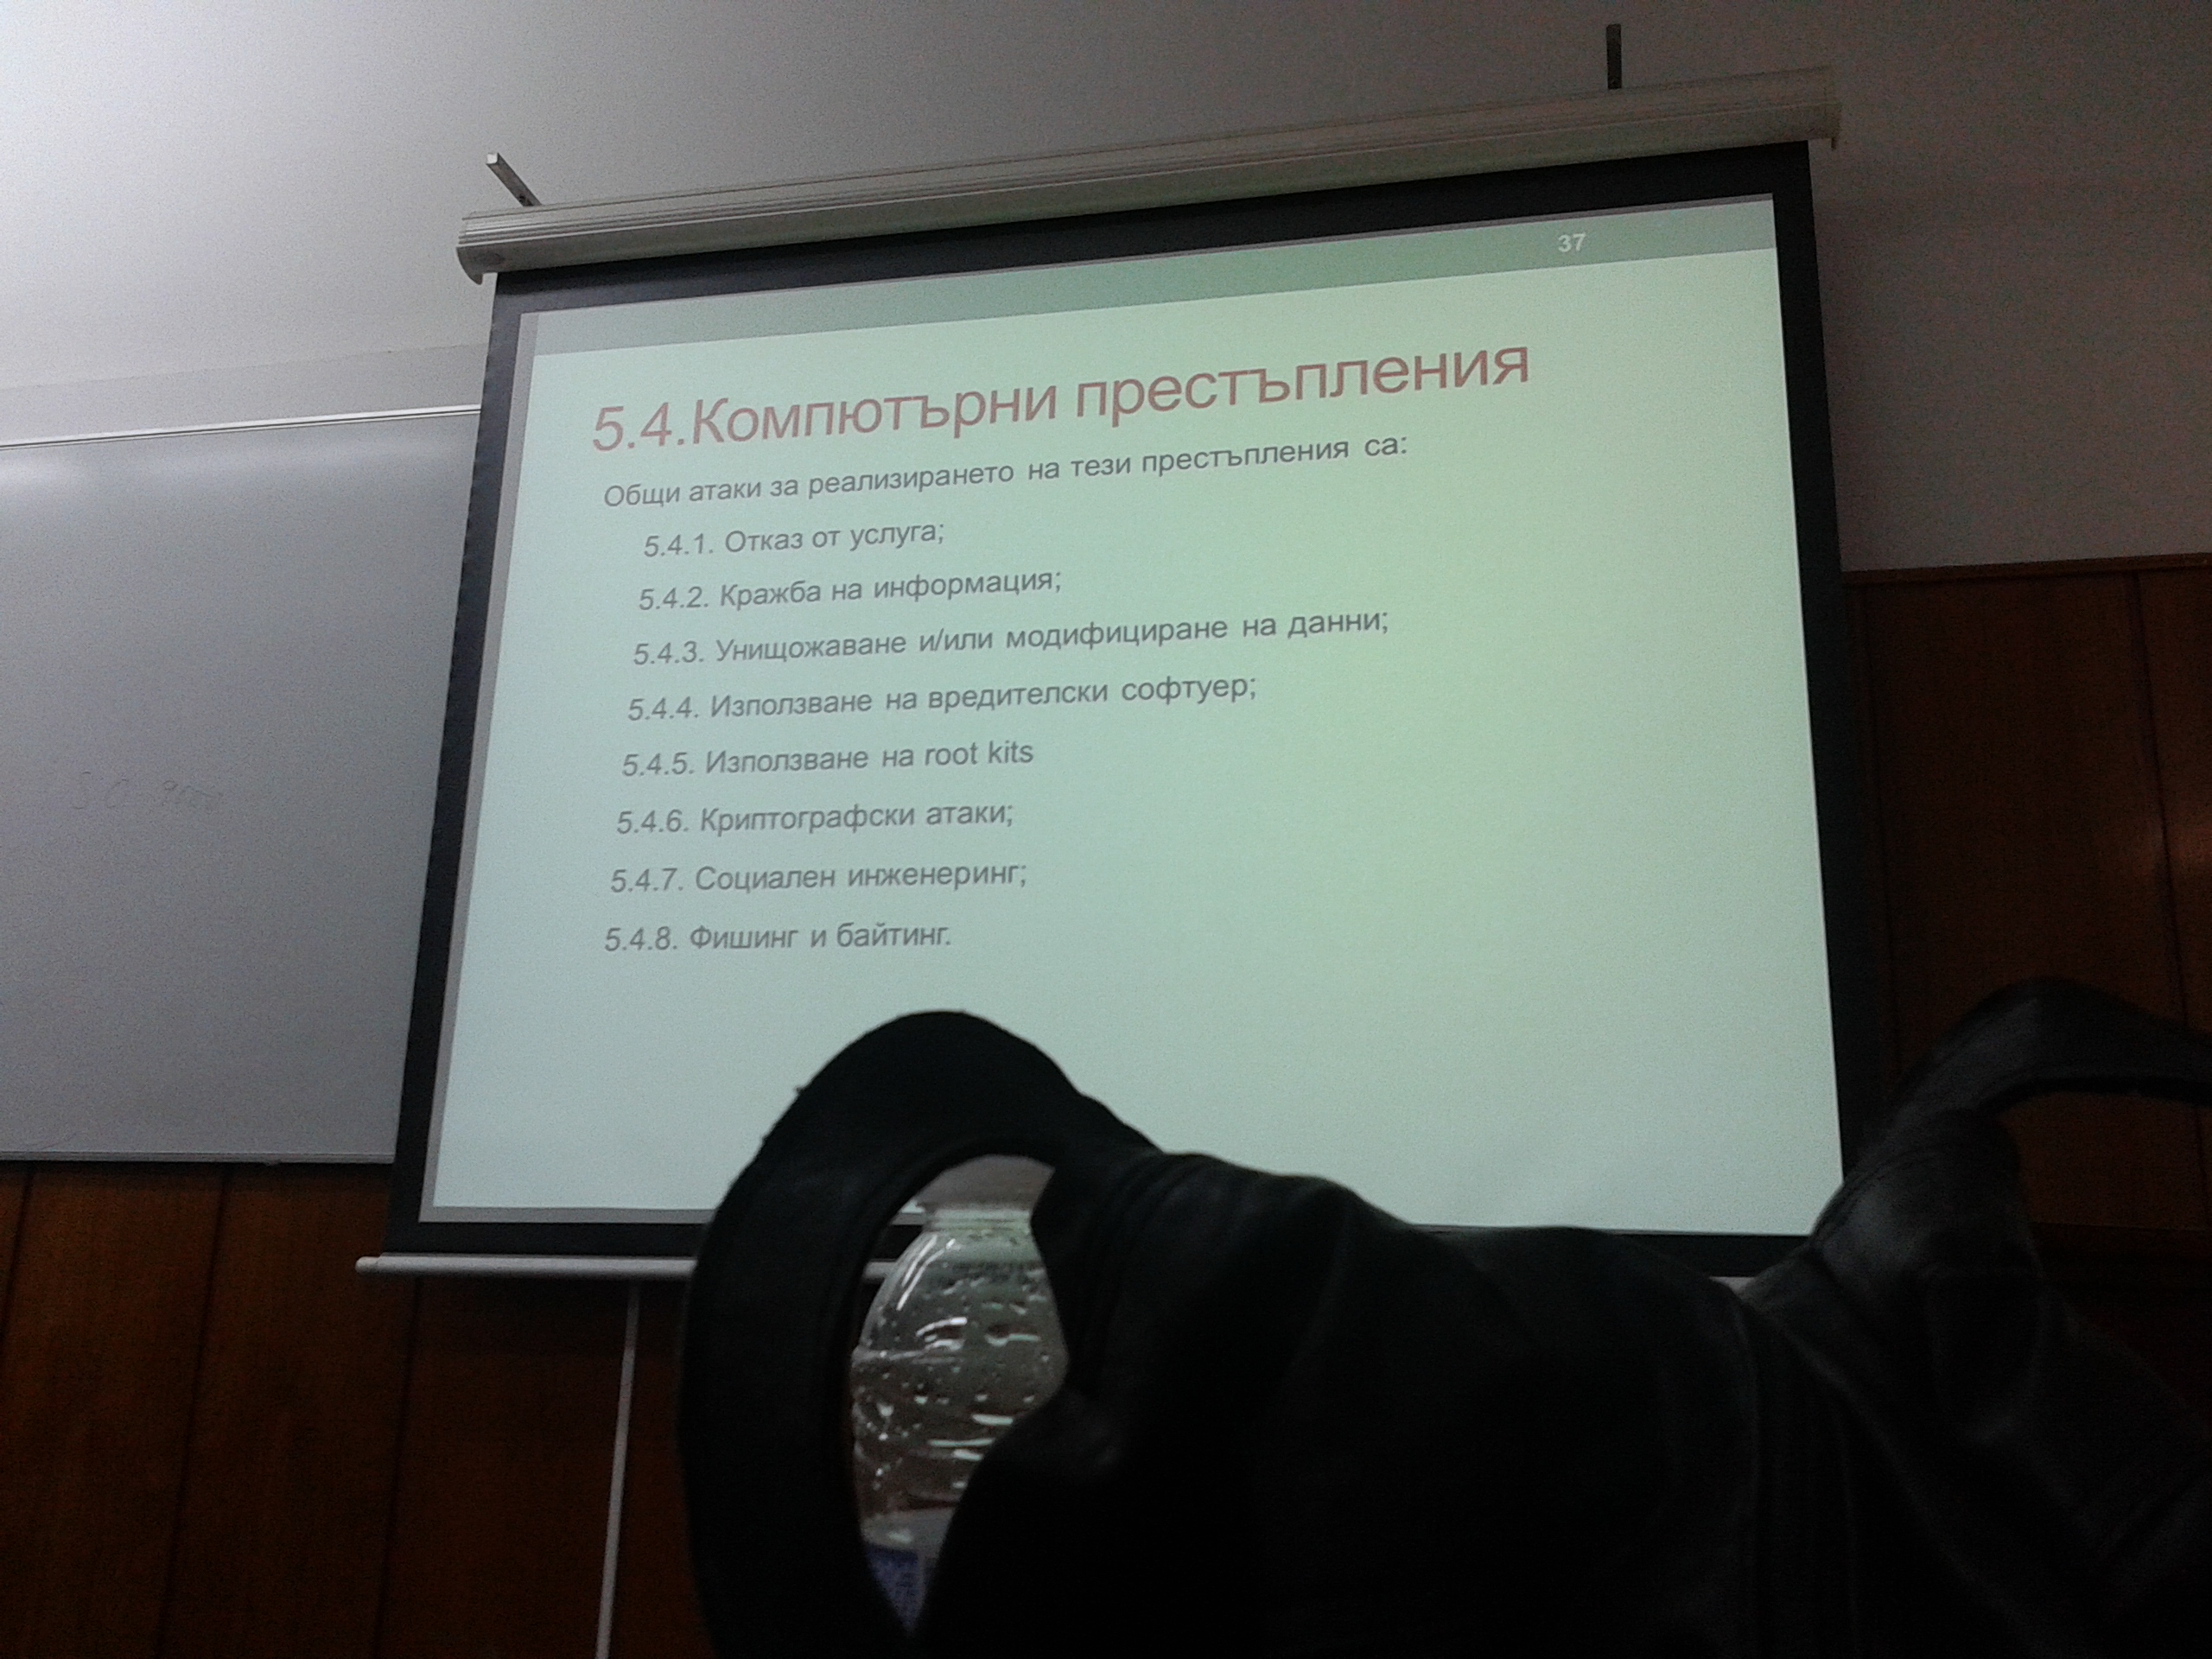 37
5.4.Компютърни престъпления
Общи атаки за реализирането на тези престъпления са:
5.4.1. Отказ от услуга;
5.4.2. Кражба на информация;
5.4.3. Унищожаване и/или модифициране на данни;
5.4.4. Използване на вредителски софтуер;
5.4.5. Използване на root kits
5.4.6. Криптографски атаки;
5.4.7. Социален инженеринг;
5.4.8. Фишинг и байтинг.